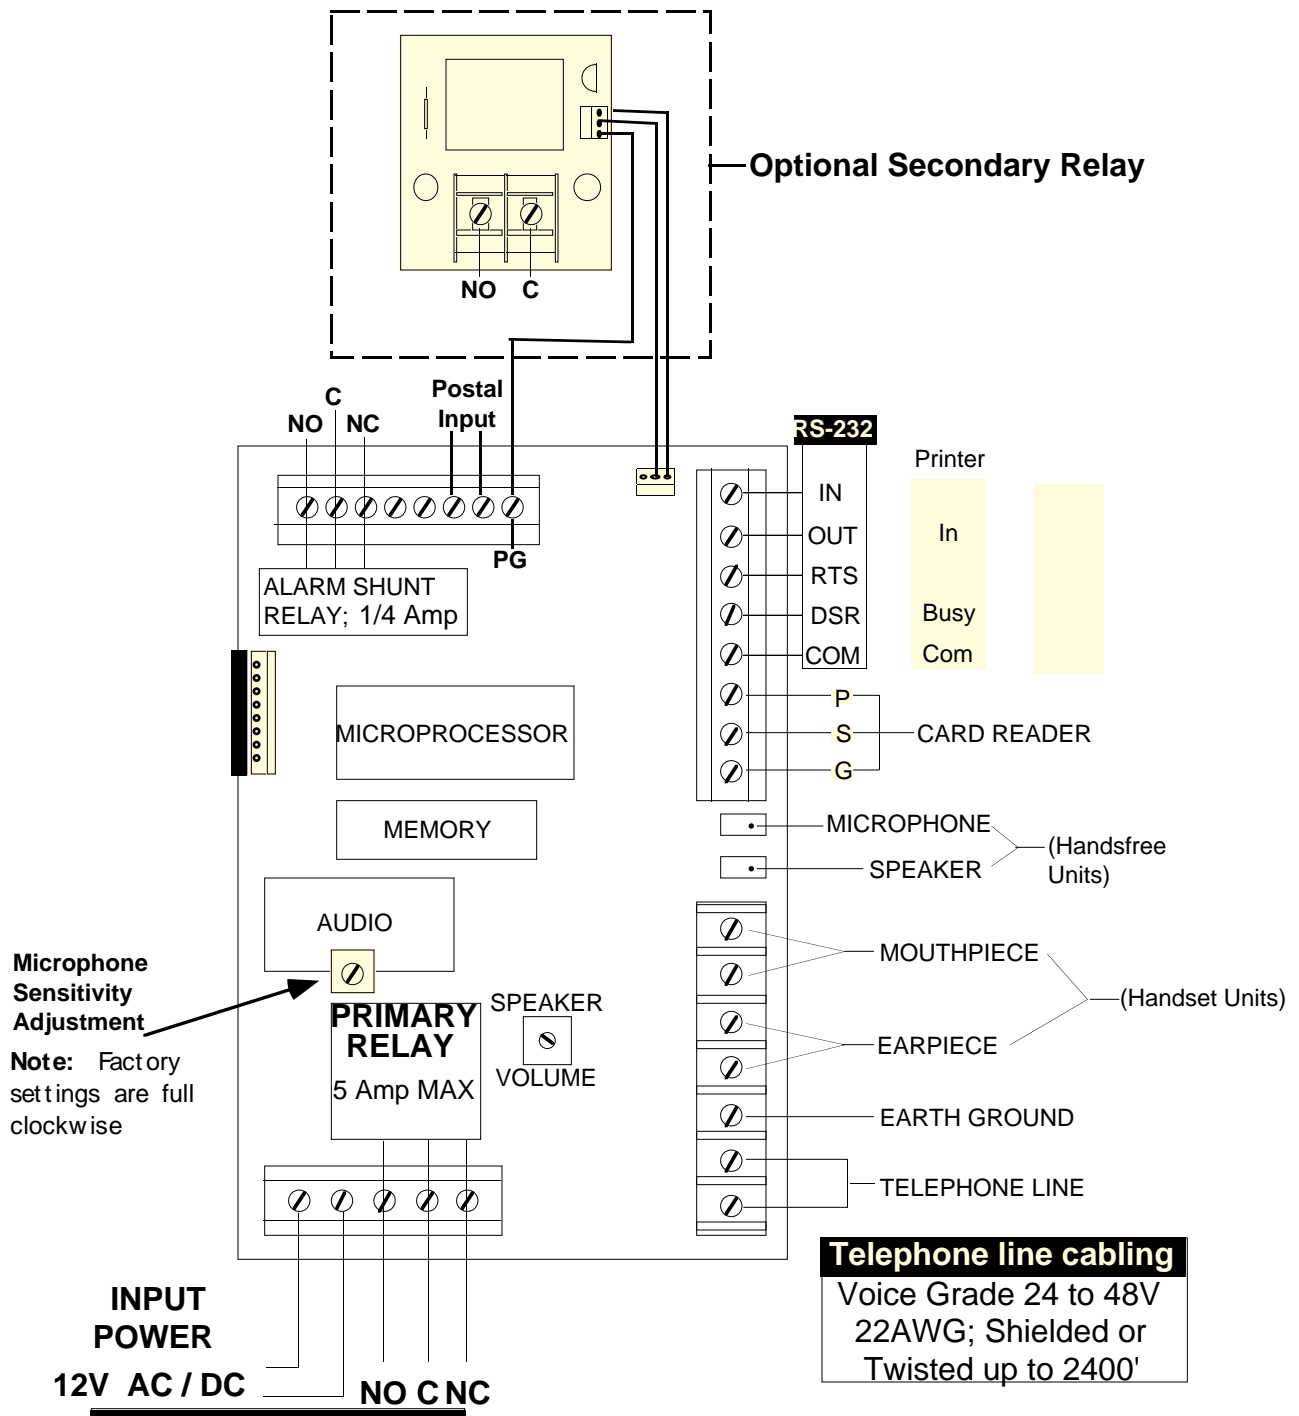 Optional Secondary Relay
NO C
Postal
Input
C
NO NC
RS-232
Printer
IN
OUT In
RTS
DSR Busy
COM Com
PG
ALARM SHUNT
RELAY; 1/4 Amp
P
S CARD READER
G
MICROPROCESSOR
MEMORY
MICROPHONE
SPEAKER
(Handsfree
Units)
AUDIO
MOUTHPIECE
EARPIECE
(Handset Units)
Microphone
Sensitivity
Adjustment
Note: Factory
settings are full
clockwise
PRIMARY
RELAY
5 Amp MAX
SPEAKER
VOLUME
EARTH GROUND
TELEPHONE LINE
Telephone line cabling
Voice Grade 24 to 48V
22AWG; Shielded or
Twisted up to 2400'
INPUT
POWER
12V AC / DC
NO C NC